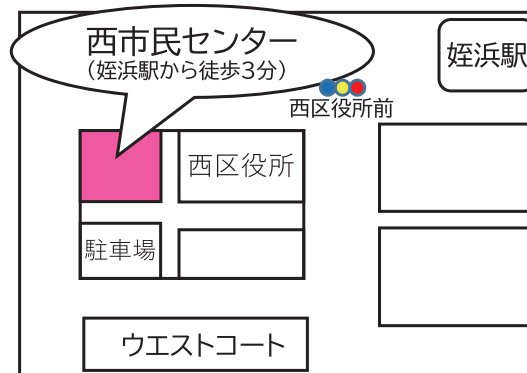 西市民センター
(姪浜駅から徒歩3分)
姪浜駅
西区役所前
西区役所
駐車場
ウエストコート